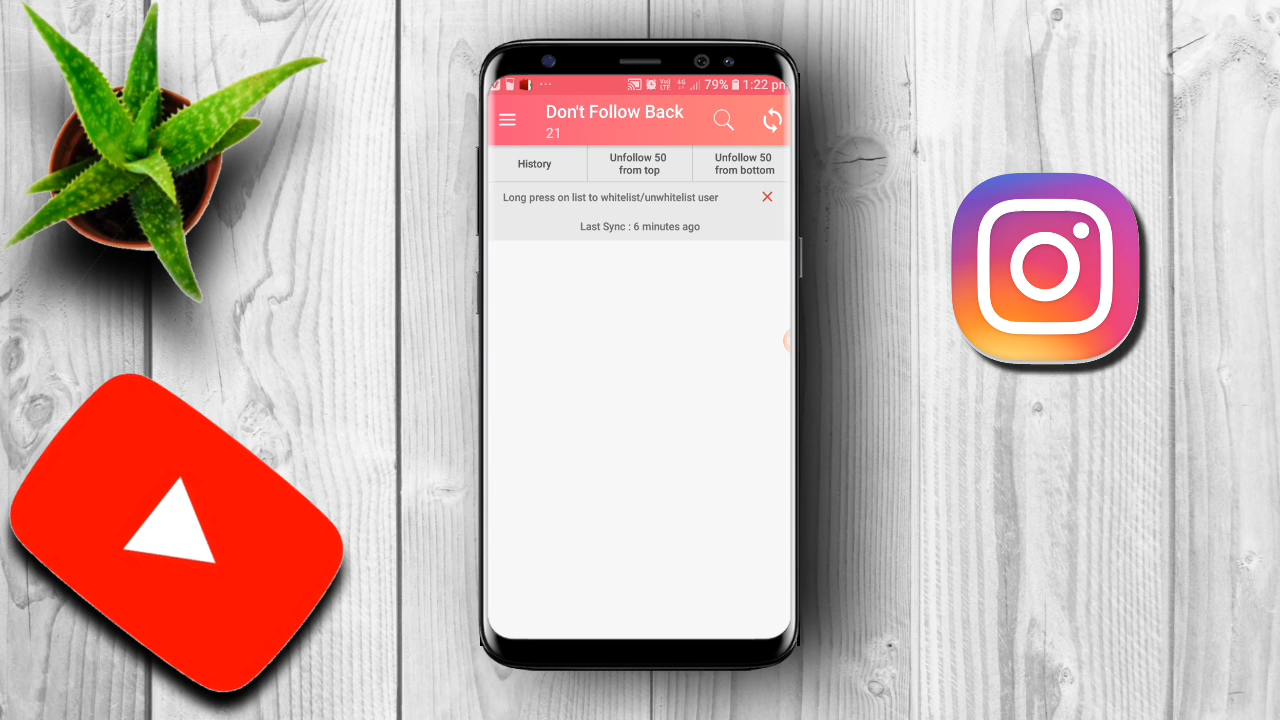 79% 1:22 pm
Don't Follow Back
21
History
Unfollow 50
from top
Unfollow 50
from bottom
Long press on list to whitelist/unwhitelist user
Last Sync : 6 minutes ago